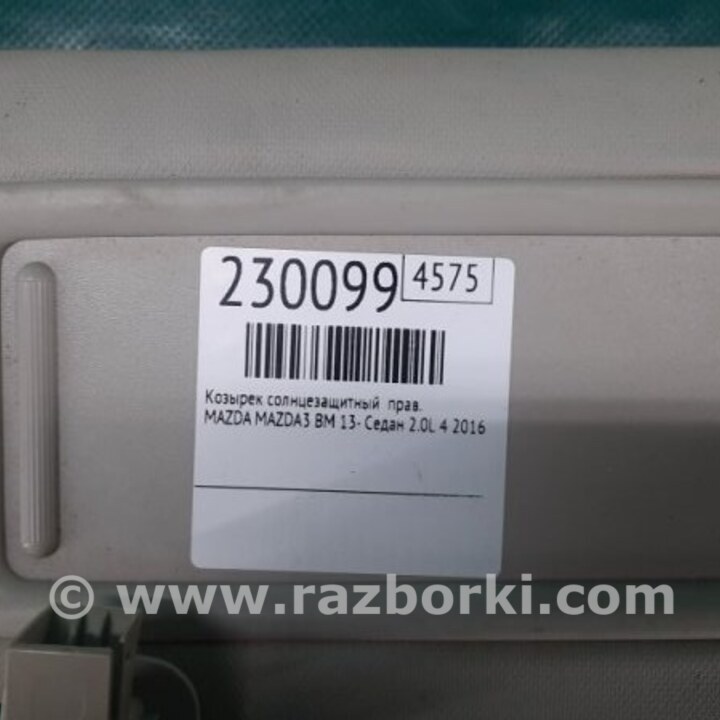 230099 4575
Козырек солнцезащитный прав.
MAZDA MAZDA3 BM 13- Седан 2.0L 4 2016
© www.razborki.com